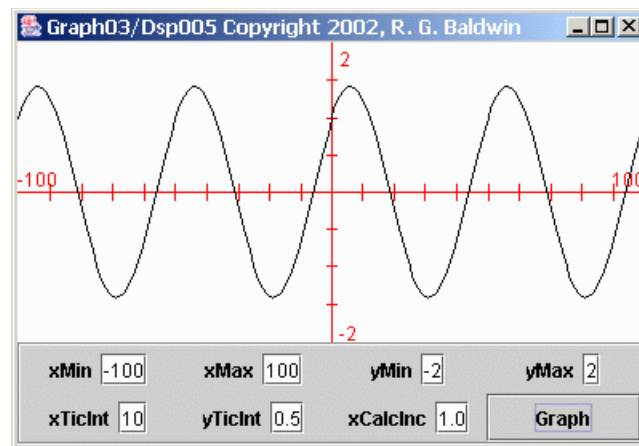 Graph03/Dsp005 Copyright 2002, R. G. Baldwin
2
-100 100
-2
xMin -100 xMax 100 yMin -2 yMax 2
xTicInt 10 yTicInt 0.5 xCalcInc 1.0 Graph